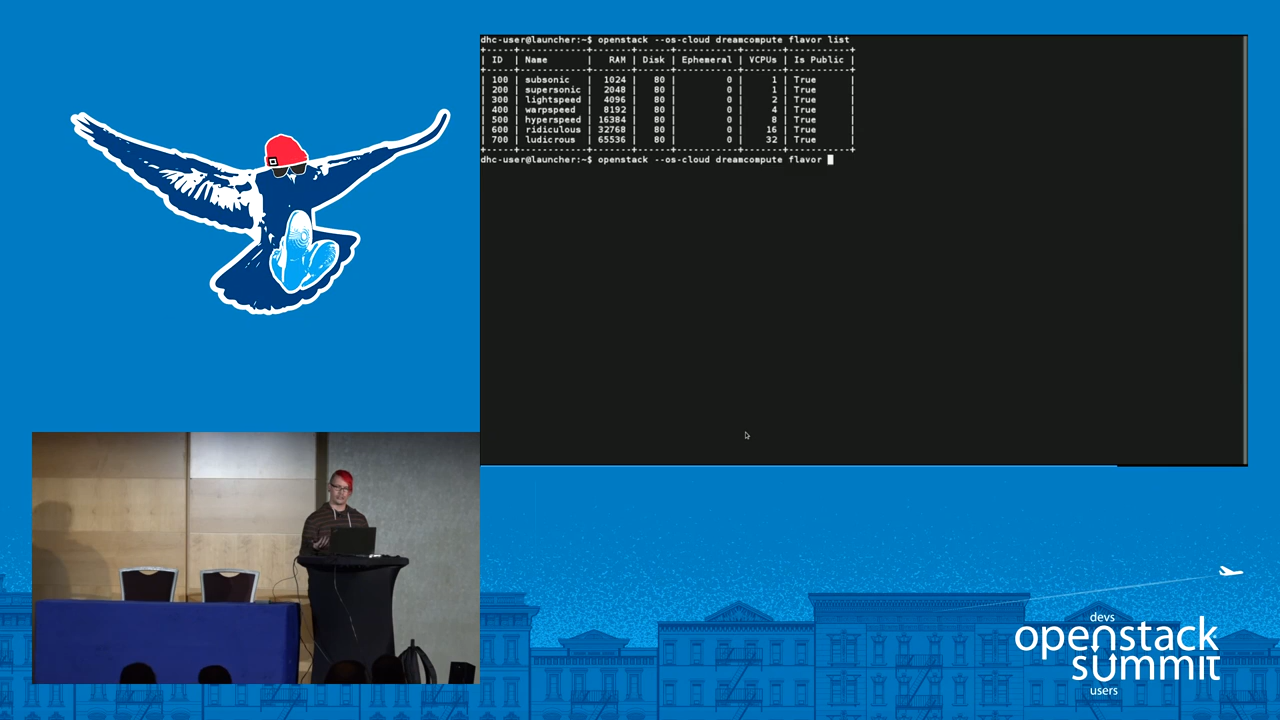 dhc-user@launcher:~$ openstack --os-cloud dreamcompute flavor list
+-----+------------+-------+------+-----------+-------+-----------+
| ID | Name | RAM | Disk | Ephemeral | VCPUs | Is Public |
+-----+------------+-------+------+-----------+-------+-----------+
| 100 | subsonic | 1024 | 80 | 0 | 1 | True |
| 200 | supersonic | 2048 | 80 | 0 | 1 | True |
| 300 | lightspeed | 4096 | 80 | 0 | 2 | True |
| 400 | warpspeed | 8192 | 80 | 0 | 4 | True |
| 500 | hyperspeed | 16384 | 80 | 0 | 8 | True |
| 600 | ridiculous | 32768 | 80 | 0 | 16 | True |
| 700 | ludicrous | 65536 | 80 | 0 | 32 | True |
+-----+------------+-------+------+-----------+-------+-----------+
dhc-user@launcher:~$ openstack --os-cloud dreamcompute flavor
devs
openstack
summit
users